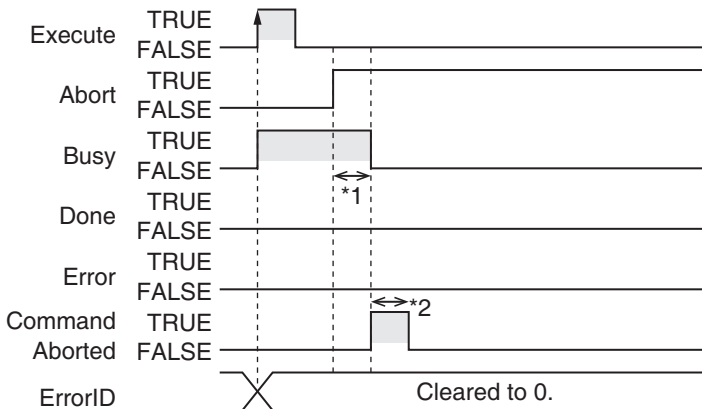 Execute TRUE
FALSE
Abort TRUE
FALSE
Busy TRUE
FALSE
*1
Done TRUE
FALSE
Error TRUE
FALSE
*2
Command TRUE
Aborted FALSE
ErrorID Cleared to 0.